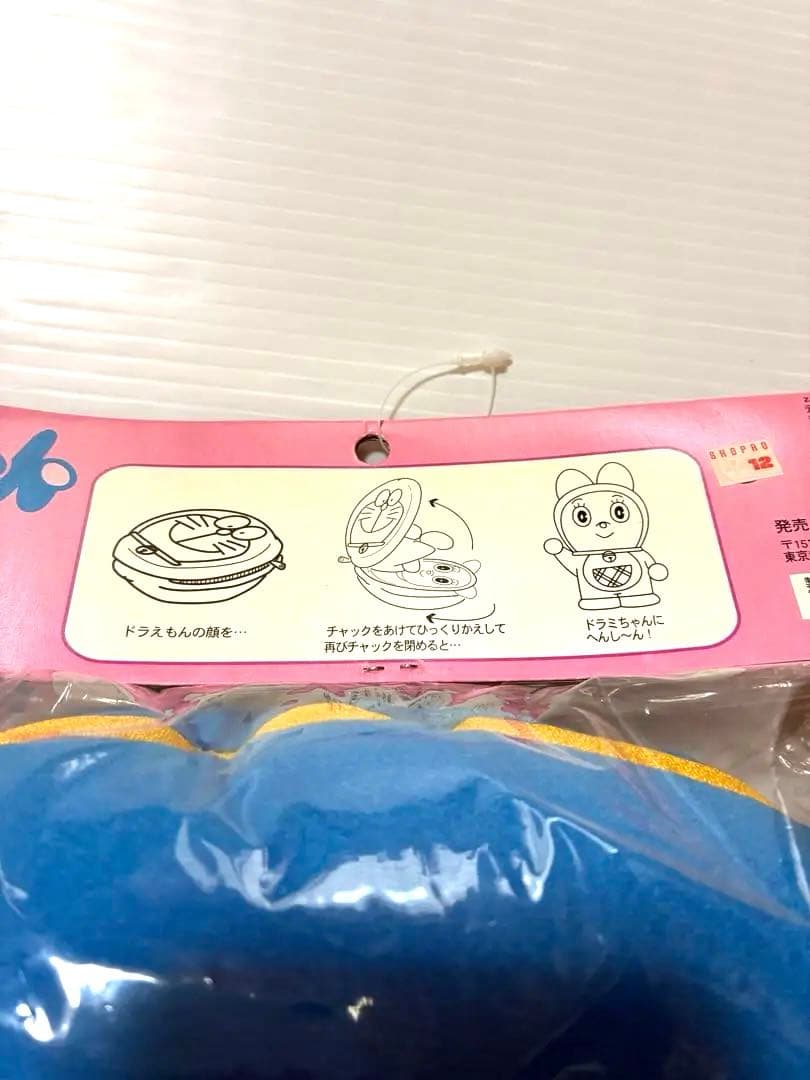 SHOPRO
12
ドラえもんの顔を…
チャックをあけてひっくりかえして
再びチャックを閉めると…
ドラミちゃんに
へんし〜ん！
発売
〒157
東京